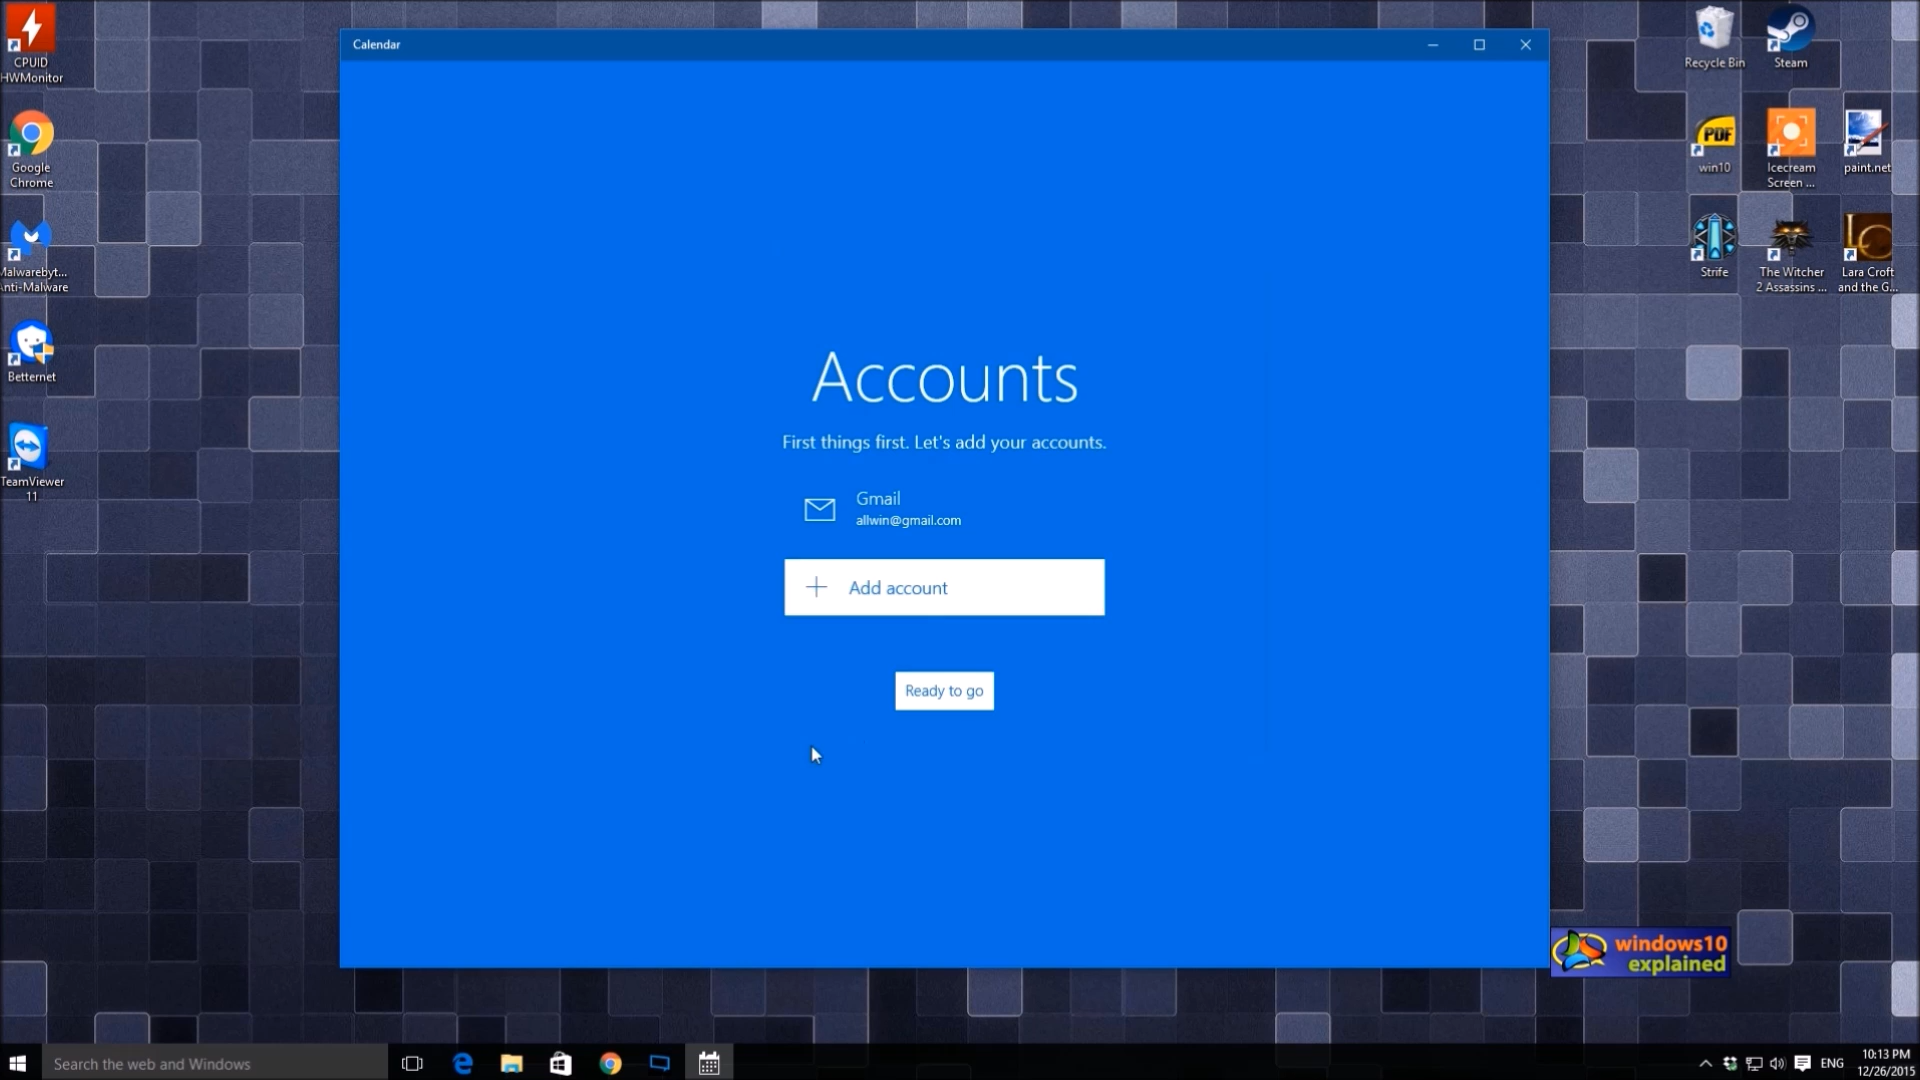 Calendar
CPUID
HWMonitor
Google
Chrome
Malwarebyt...
Anti-Malware
Betternet
TeamViewer
11
Recycle Bin
Steam
PDF
win10
Icecream
Screen ...
paint.net
Strife
The Witcher
2 Assassins ...
LC
Lara Croft
and the G...
Accounts
First things first. Let's add your accounts.
Gmail
allwin@gmail.com
Add account
Ready to go
windows10
explained
Search the web and Windows
ENG
10:13 PM
12/26/2015